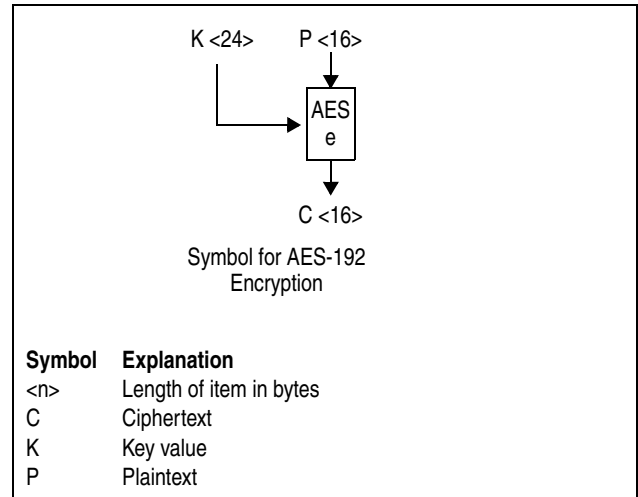 K <24> P <16>
AES
e
C <16>
Symbol for AES-192
Encryption
Symbol Explanation
<n> Length of item in bytes
C Ciphertext
K Key value
P Plaintext